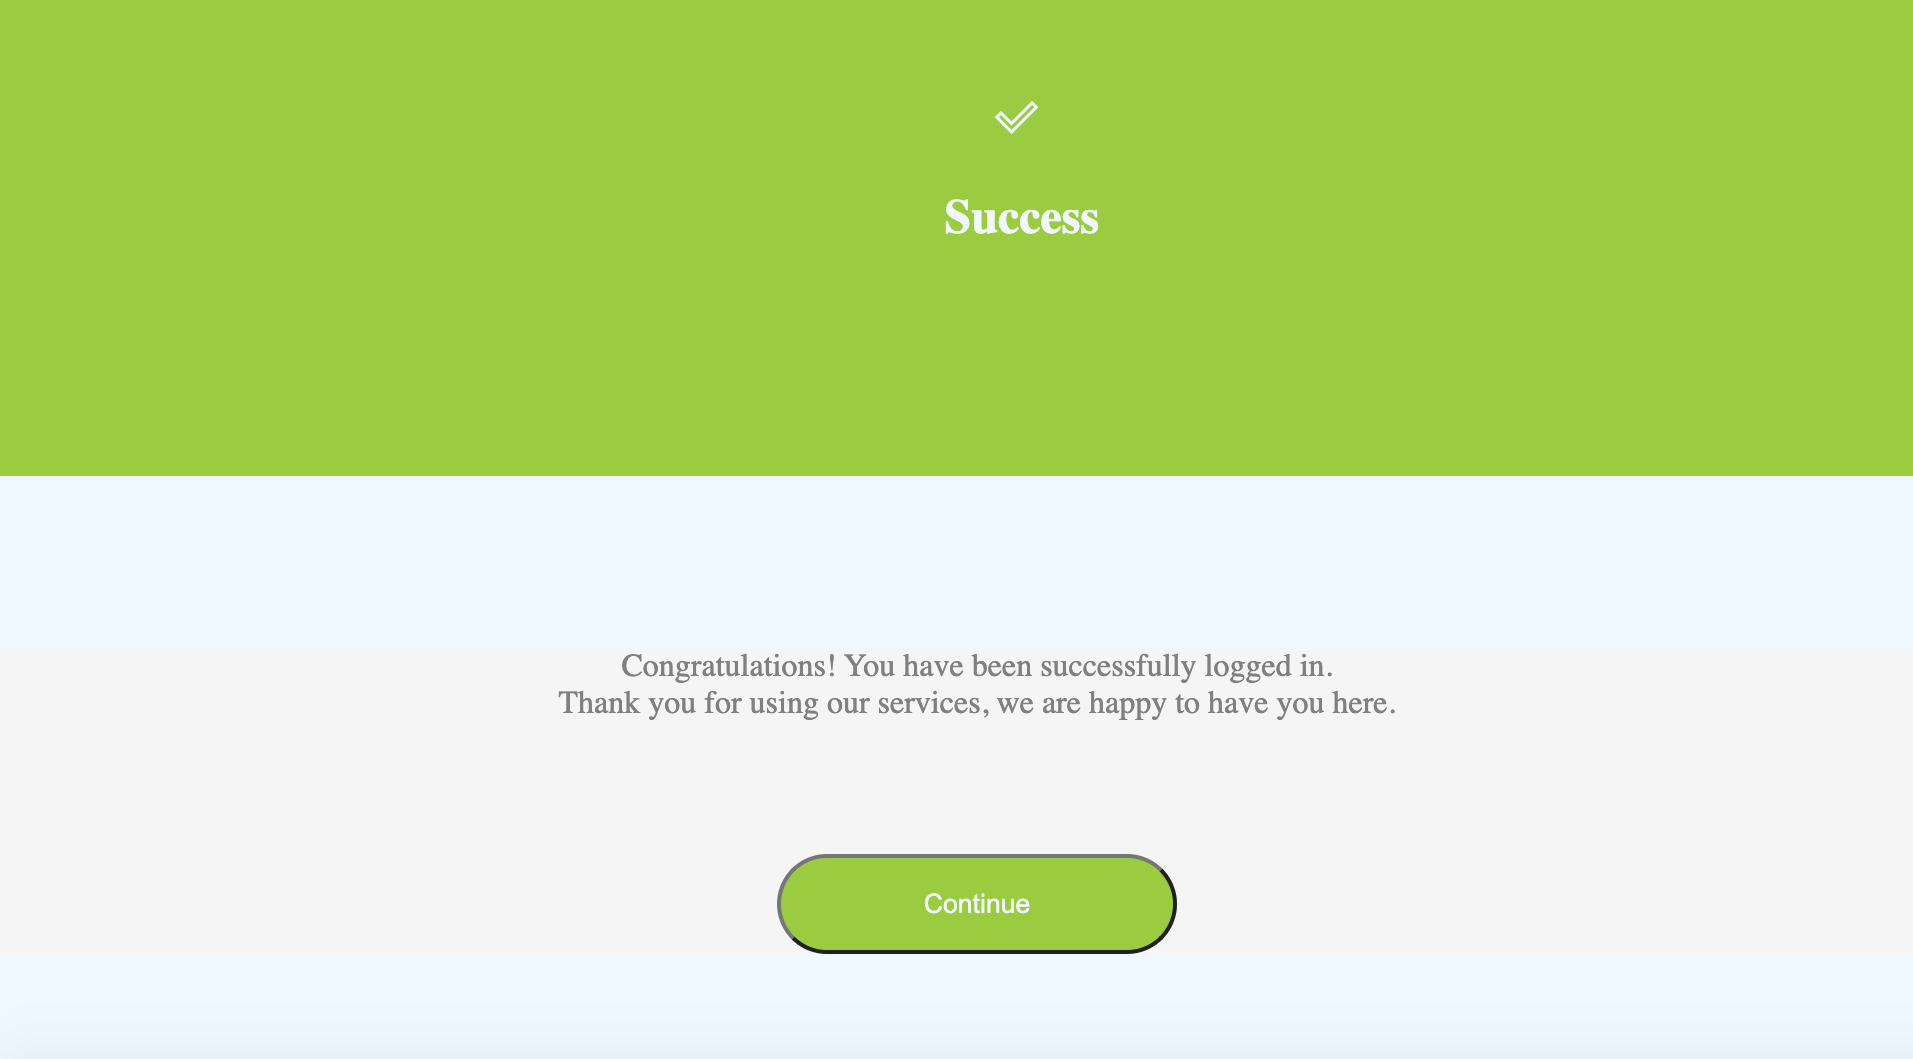 Success
Congratulations! You have been successfully logged in.
Thank you for using our services, we are happy to have you here.
Continue